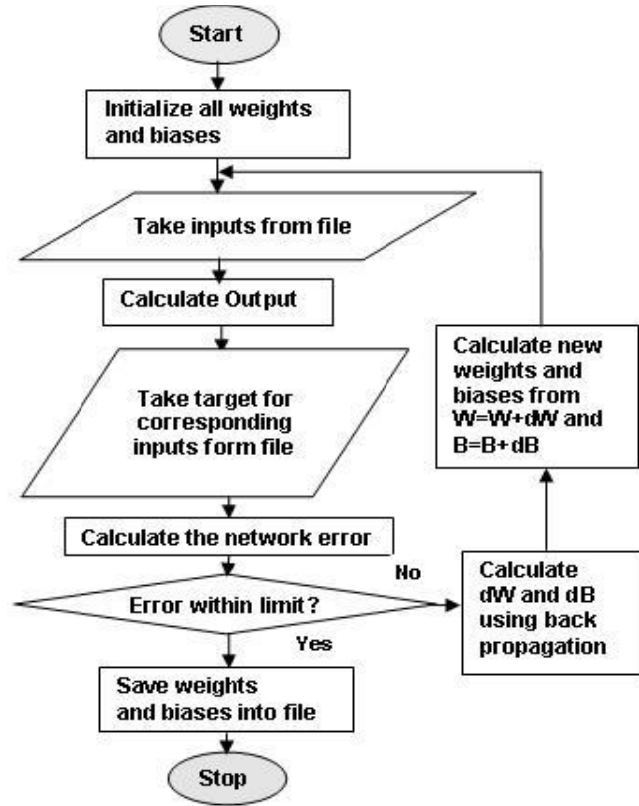 Start
Initialize all weights
and biases
Take inputs from file
Calculate Output
Take target for
corresponding
inputs form file
Calculate the network error
Error within limit?
No
Yes
Calculate
dW and dB
using back
propagation
Calculate new
weights and
biases from
W=W+dW and
B=B+dB
Save weights
and biases into file
Stop